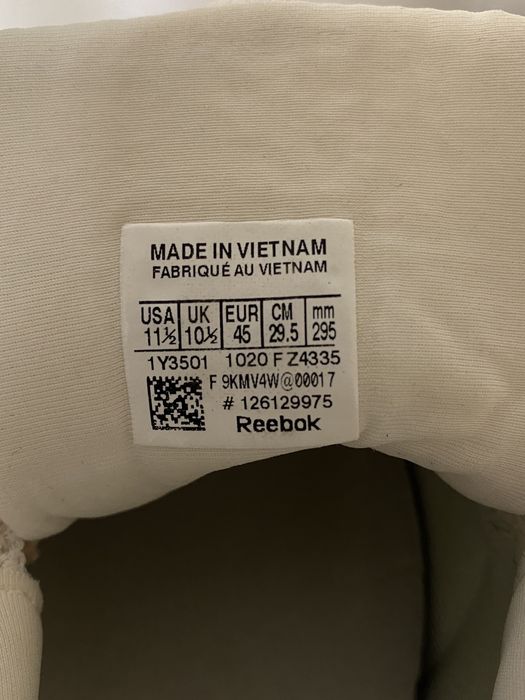 MADE IN VIETNAM
FABRIQUÉ AU VIETNAM
USA UK EUR CM mm
11½ 10½ 45 29.5 295
1Y3501 1020 F Z4335
F 9KMV4W@00017
# 126129975
Reebok